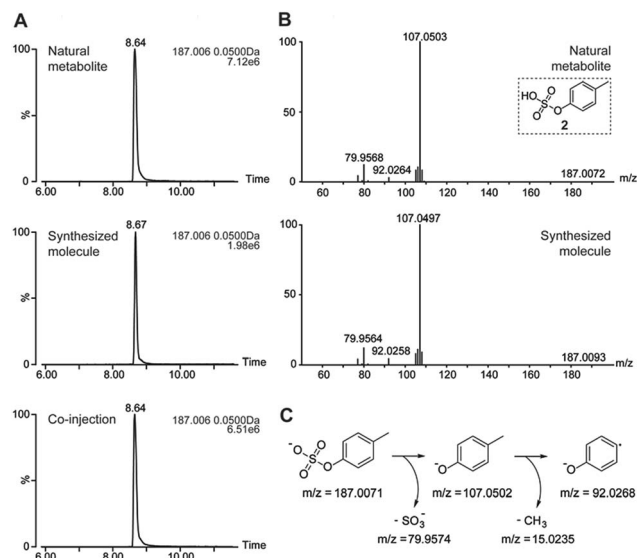 A
100
8.64
Natural
metabolite
187.006 0.0500Da
7.12e6
%
0
6.00
8.00
10.00
Time
100
8.67
Synthesized
molecule
187.006 0.0500Da
1.98e6
%
0
6.00
8.00
10.00
Time
100
8.64
Co-injection
187.006 0.0500Da
6.51e6
%
0
6.00
8.00
10.00
Time
B
107.0503
100
Natural
metabolite
HO
S
O
O
O
2
50
79.9568
92.0264
187.0072
0
m/z
60
80
100
120
140
160
180
107.0497
100
Synthesized
molecule
50
79.9564
92.0258
187.0093
0
m/z
60
80
100
120
140
160
180
C
-O
O
S
O
O
-O
-O
m/z = 187.0071
m/z = 107.0502
m/z = 92.0268
- SO3-
- CH3
m/z = 79.9574
m/z = 15.0235